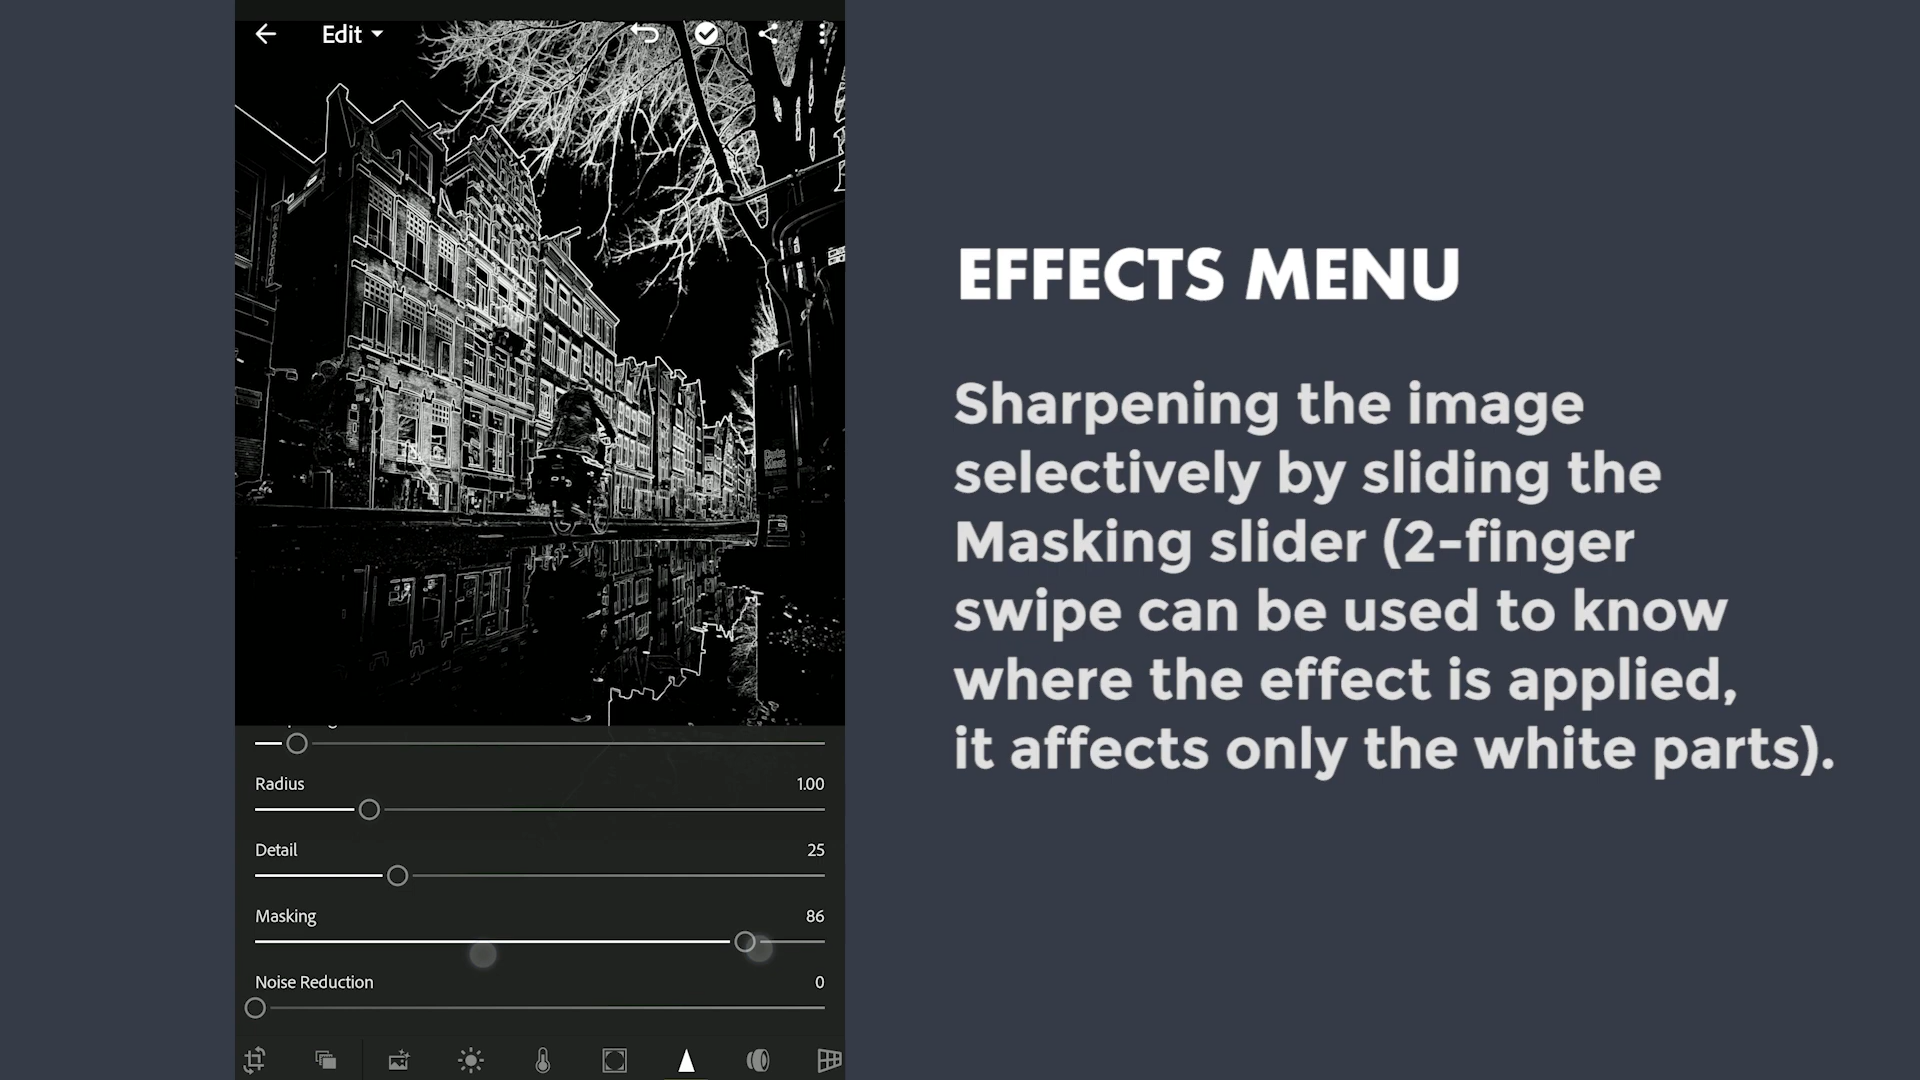 Edit
EFFECTS MENU
Sharpening the image
selectively by sliding the
Masking slider (2-finger
swipe can be used to know
where the effect is applied,
it affects only the white parts).
Radius 1.00
Detail 25
Masking 86
Noise Reduction 0